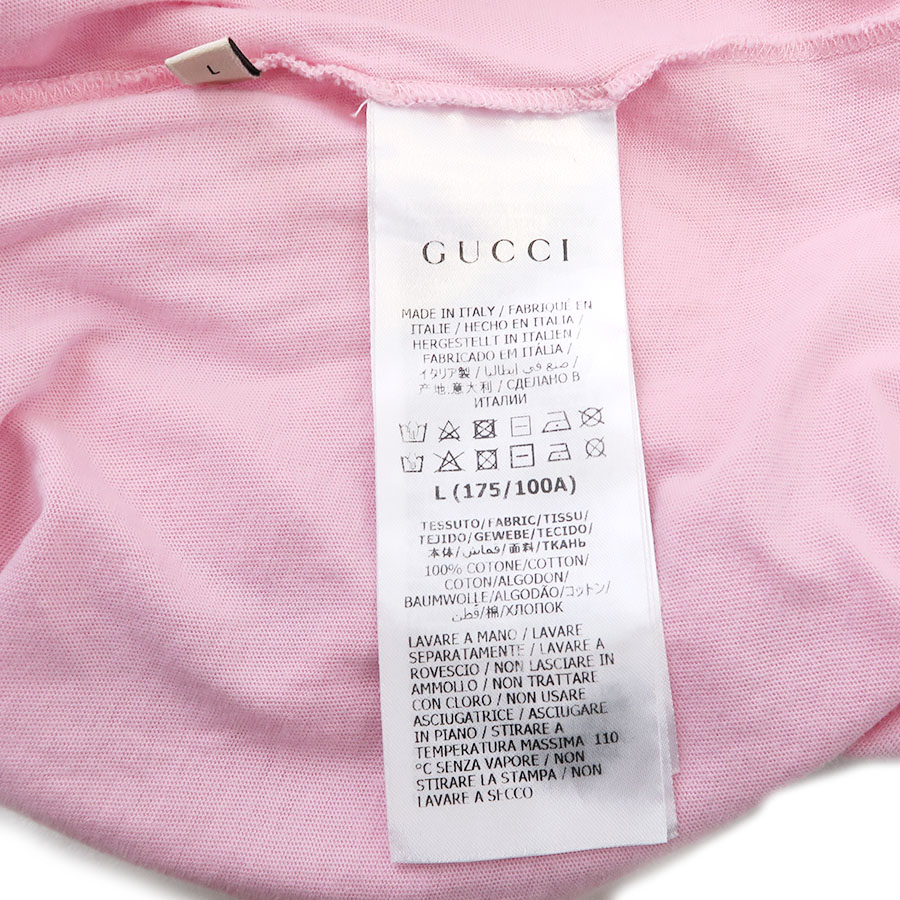 L
GUCCI
MADE IN ITALY / FABRIQUÉ EN
ITALIE / HECHO EN ITALIA /
HERGESTELLT IN ITALIEN /
FABRICADO EM ITÁLIA /
イタリア製 / صنع في إيطاليا /
产地:意大利 / СДЕЛАНО В
ИТАЛИИ
L (175/100A)
TESSUTO/FABRIC/TISSU/
TEJIDO/GEWEBE/TECIDO/
本体/قماش/面料/ТКАНЬ
100% COTONE/COTTON/
COTON/ALGODON/
BAUMWOLLE/ALGODÃO/コットン/
قطن/棉/ХЛОПОК
LAVARE A MANO / LAVARE
SEPARATAMENTE / LAVARE A
ROVESCIO / NON LASCIARE IN
AMMOLLO / NON TRATTARE
CON CLORO / NON USARE
ASCIUGATRICE / ASCIUGARE
IN PIANO / STIRARE A
TEMPERATURA MASSIMA 110
°C SENZA VAPORE / NON
STIRARE LA STAMPA / NON
LAVARE A SECCO